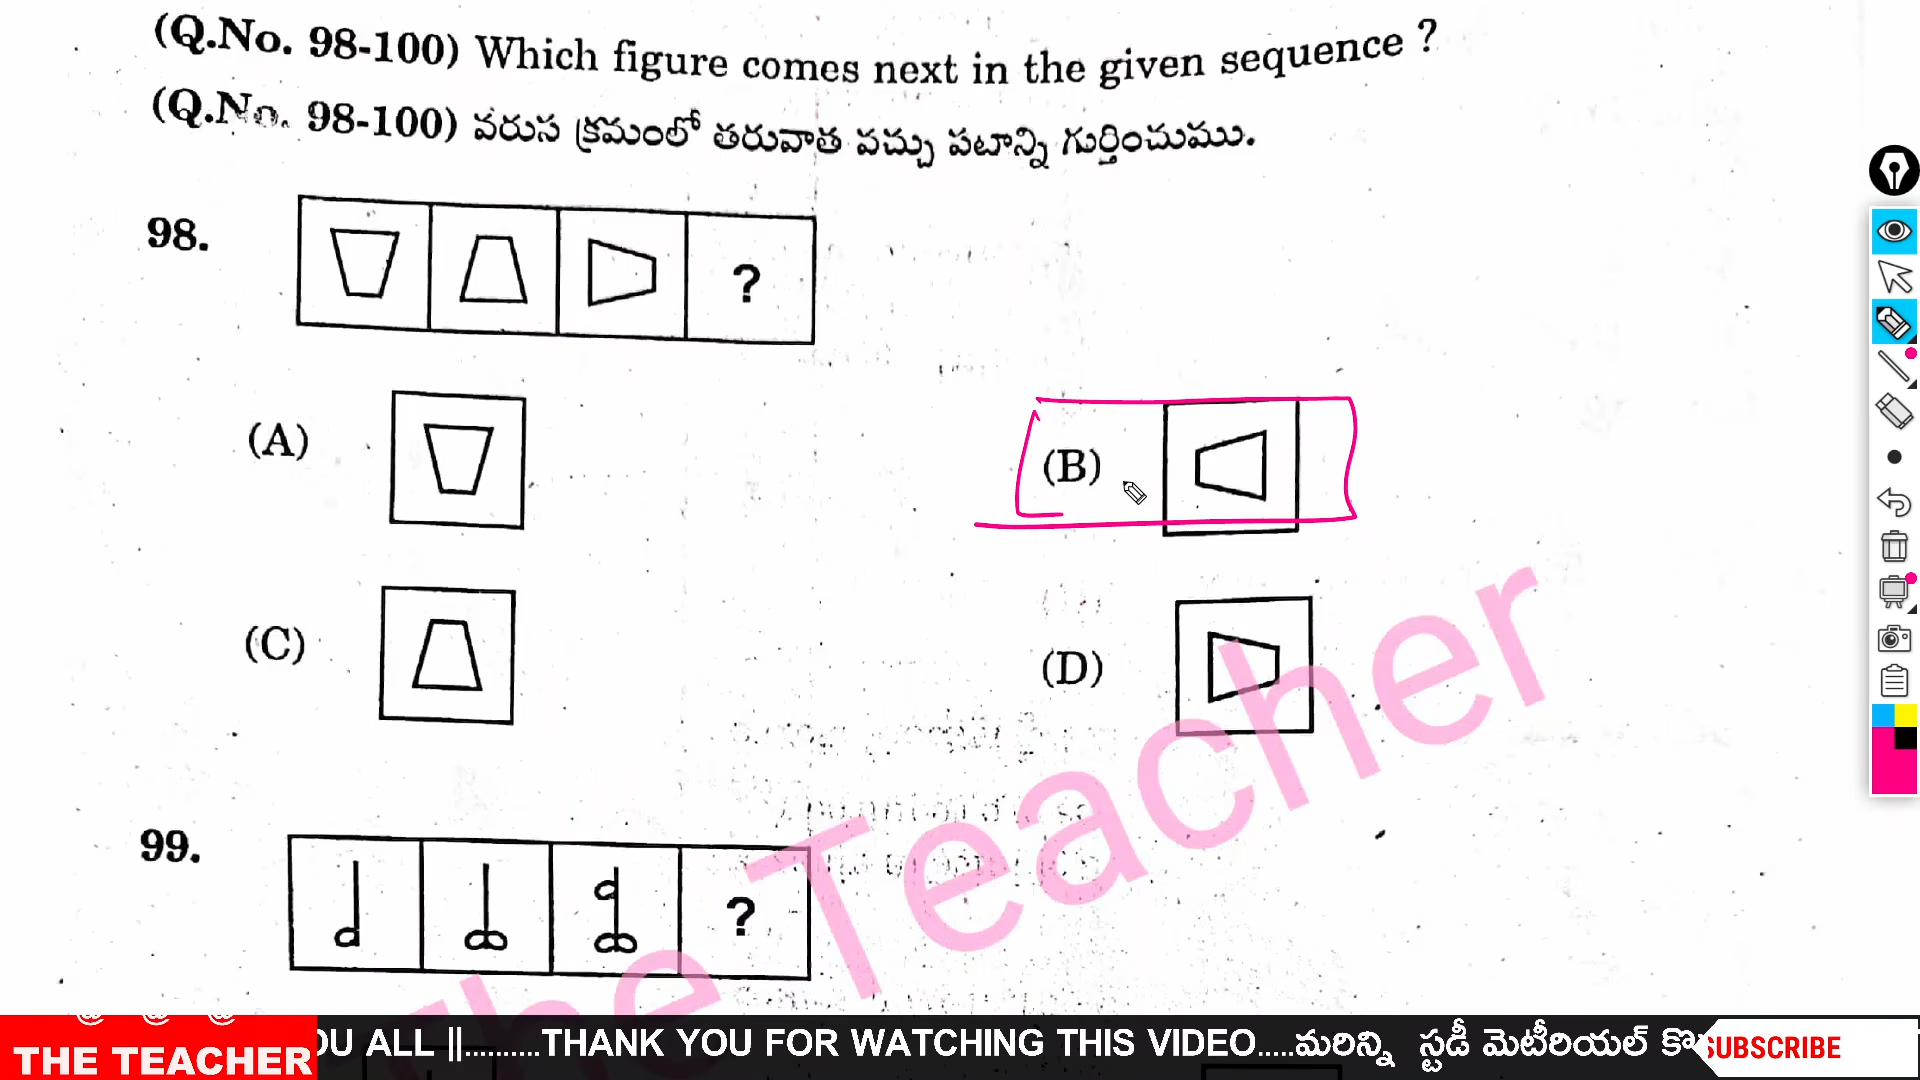 (Q.No. 98-100) Which figure comes next in the given sequence ?
(Q.No. 98-100) వరుస క్రమంలో తరువాత వచ్చు పటాన్ని గుర్తించుము.
98.
?
(A)
(B)
(C)
(D)
99.
?
The Teacher
THE TEACHER
OU ALL ||..........THANK YOU FOR WATCHING THIS VIDEO.....మరిన్ని స్టడీ మెటీరియల్ కొ
SUBSCRIBE